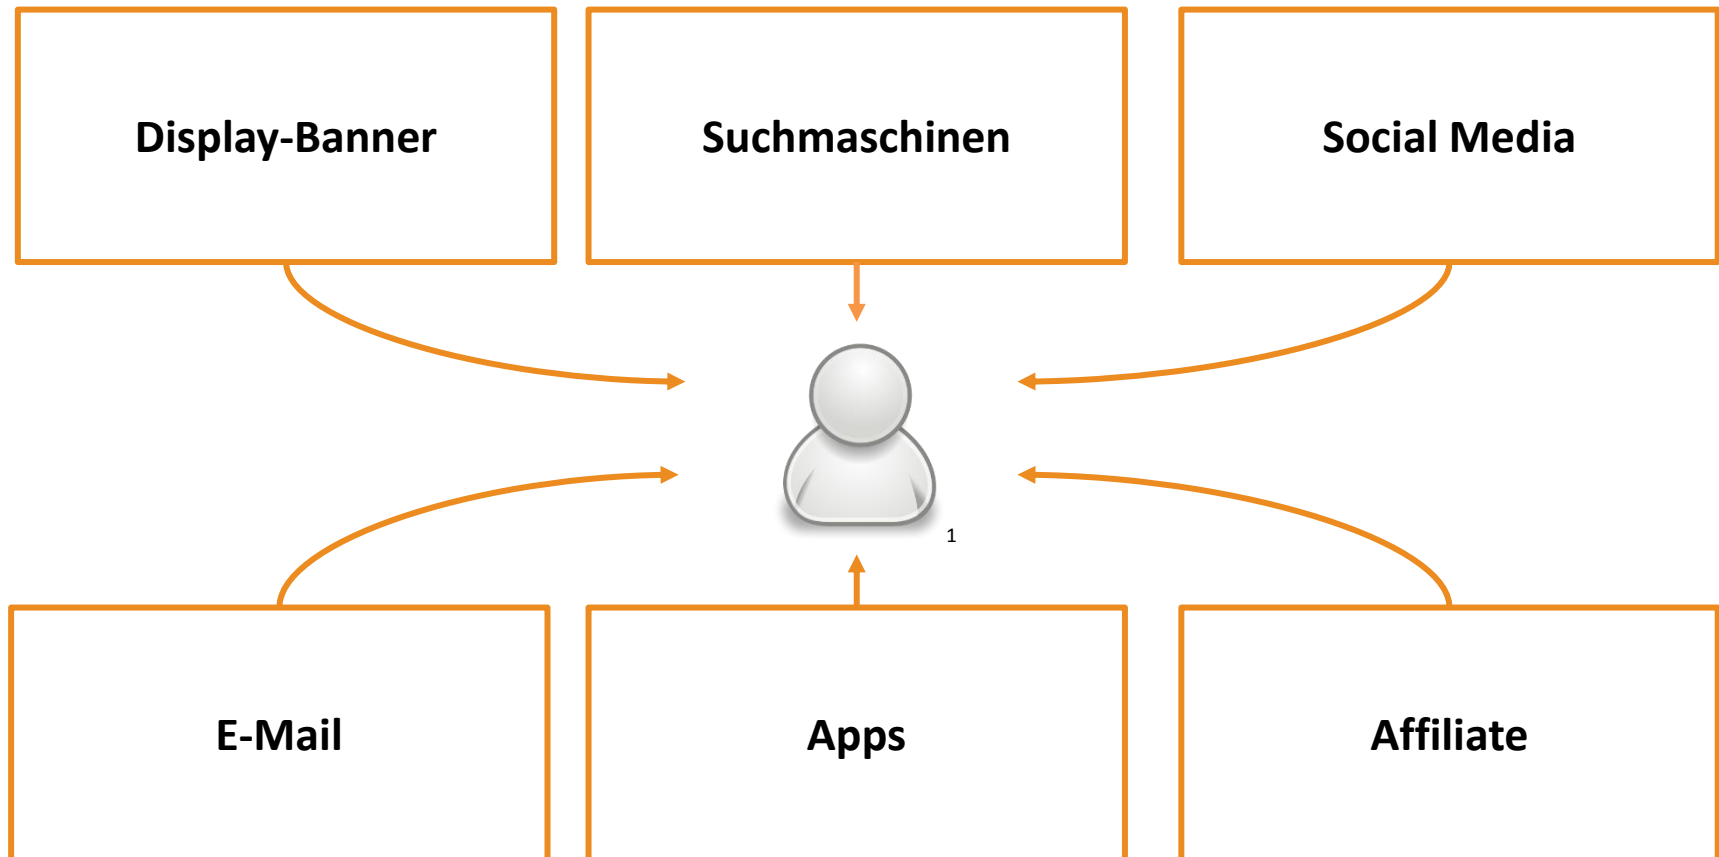 Display-Banner
Suchmaschinen
Social Media
1
E-Mail
Apps
Affiliate